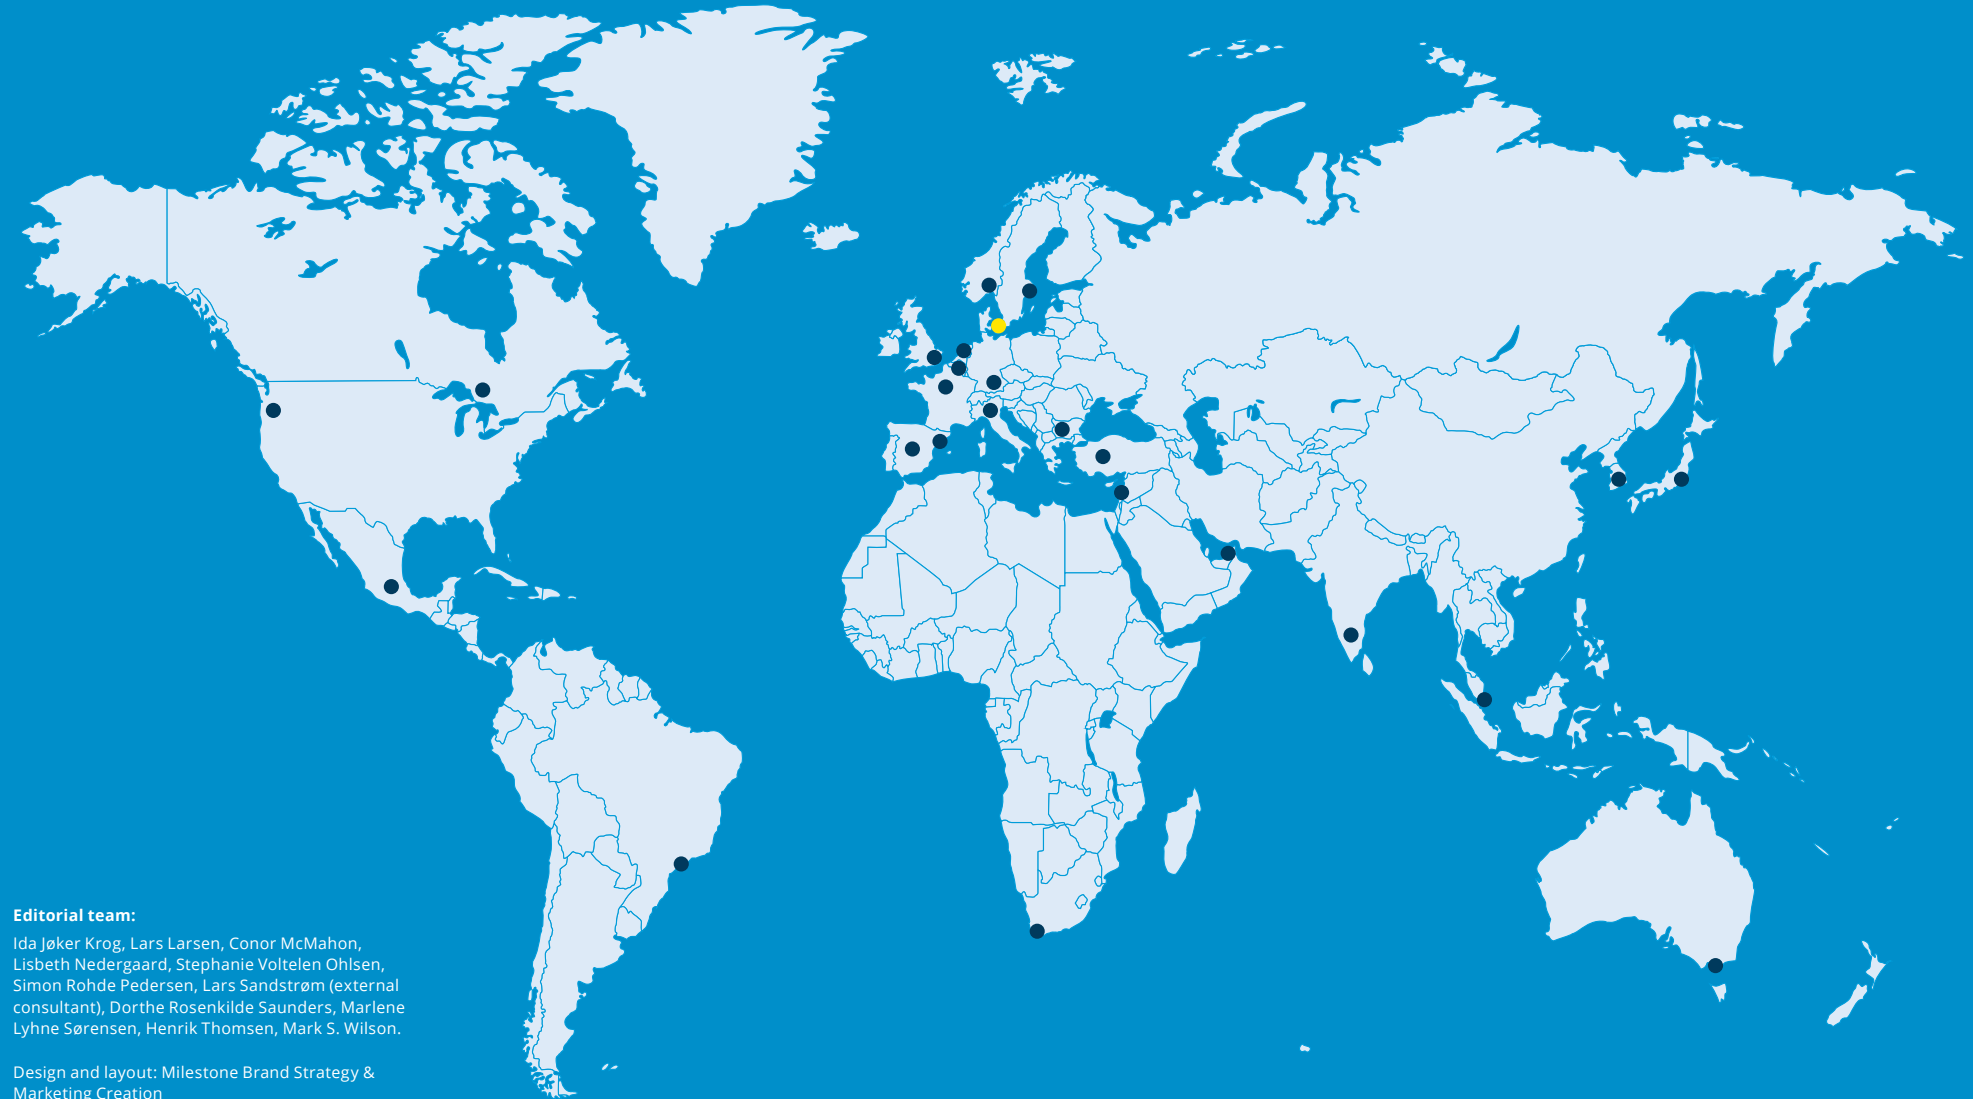 Editorial team:
Ida Jøker Krog, Lars Larsen, Conor McMahon,
Lisbeth Nedergaard, Stephanie Voltelen Ohlsen,
Simon Rohde Pedersen, Lars Sandstrøm (external
consultant), Dorthe Rosenkilde Saunders, Marlene
Lyhne Sørensen, Henrik Thomsen, Mark S. Wilson.
Design and layout: Milestone Brand Strategy &
Marketing Creation